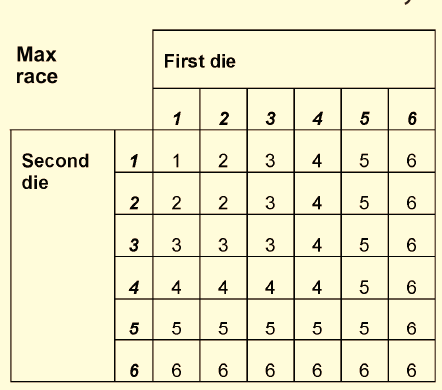 Max
race
First die
1 2 3 4 5 6
Second
die
1 1 2 3 4 5 6
2 2 2 3 4 5 6
3 3 3 3 4 5 6
4 4 4 4 4 5 6
5 5 5 5 5 5 6
6 6 6 6 6 6 6